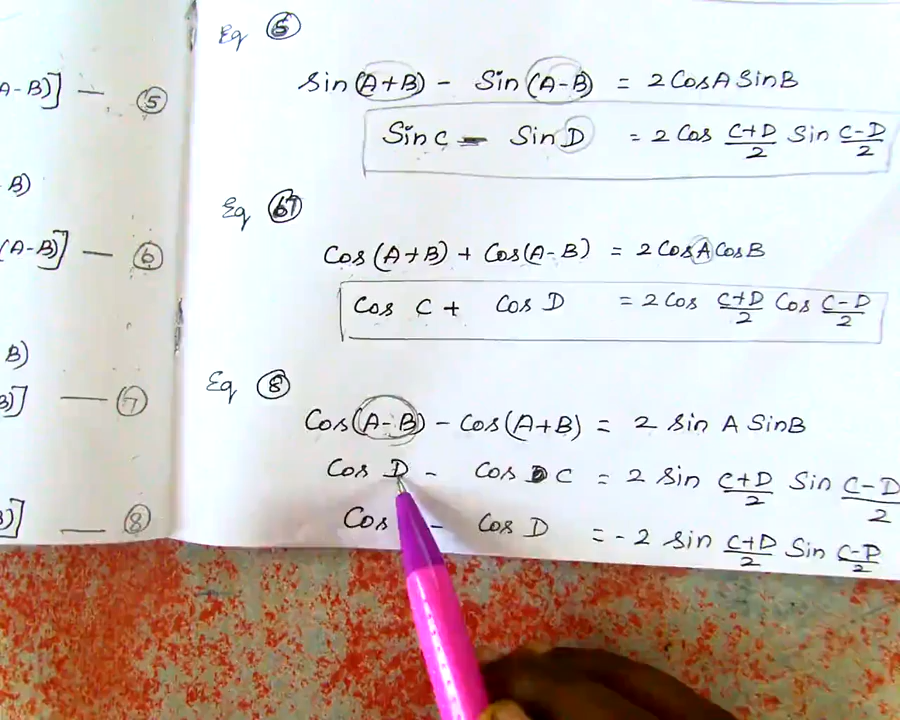 A-B)] — (5)
B)
(A-B)] — (6)
B)
B)] — (7)
)] — (8)
Eq (6)
Sin(A+B) - Sin(A-B) = 2 Cos A Sin B
Sin C - Sin D = 2 Cos (C+D)/2 Sin (C-D)/2
Eq (7)
Cos(A+B) + Cos(A-B) = 2 Cos A Cos B
Cos C + Cos D = 2 Cos (C+D)/2 Cos (C-D)/2
Eq (8)
Cos(A-B) - Cos(A+B) = 2 Sin A Sin B
Cos D - Cos C = 2 Sin (C+D)/2 Sin (C-D)/2
Cos - Cos D = -2 Sin (C+D)/2 Sin (C-D)/2